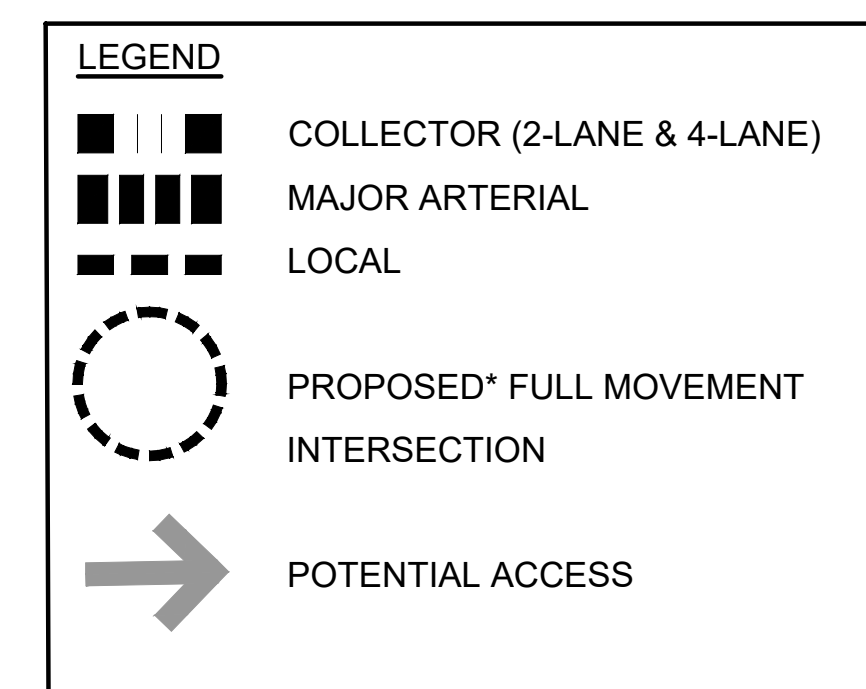 LEGEND
COLLECTOR (2-LANE & 4-LANE)
MAJOR ARTERIAL
LOCAL
PROPOSED* FULL MOVEMENT
INTERSECTION
POTENTIAL ACCESS